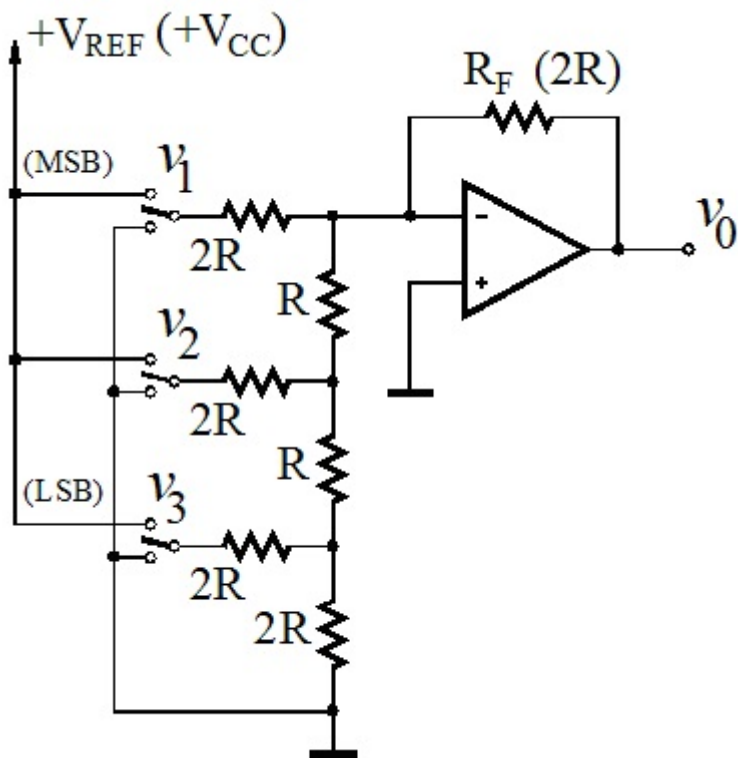 +V_REF (+V_CC)
R_F (2R)
(MSB)
v_1
2R
-
v_0
+
R
v_2
2R
R
(LSB)
v_3
2R
2R